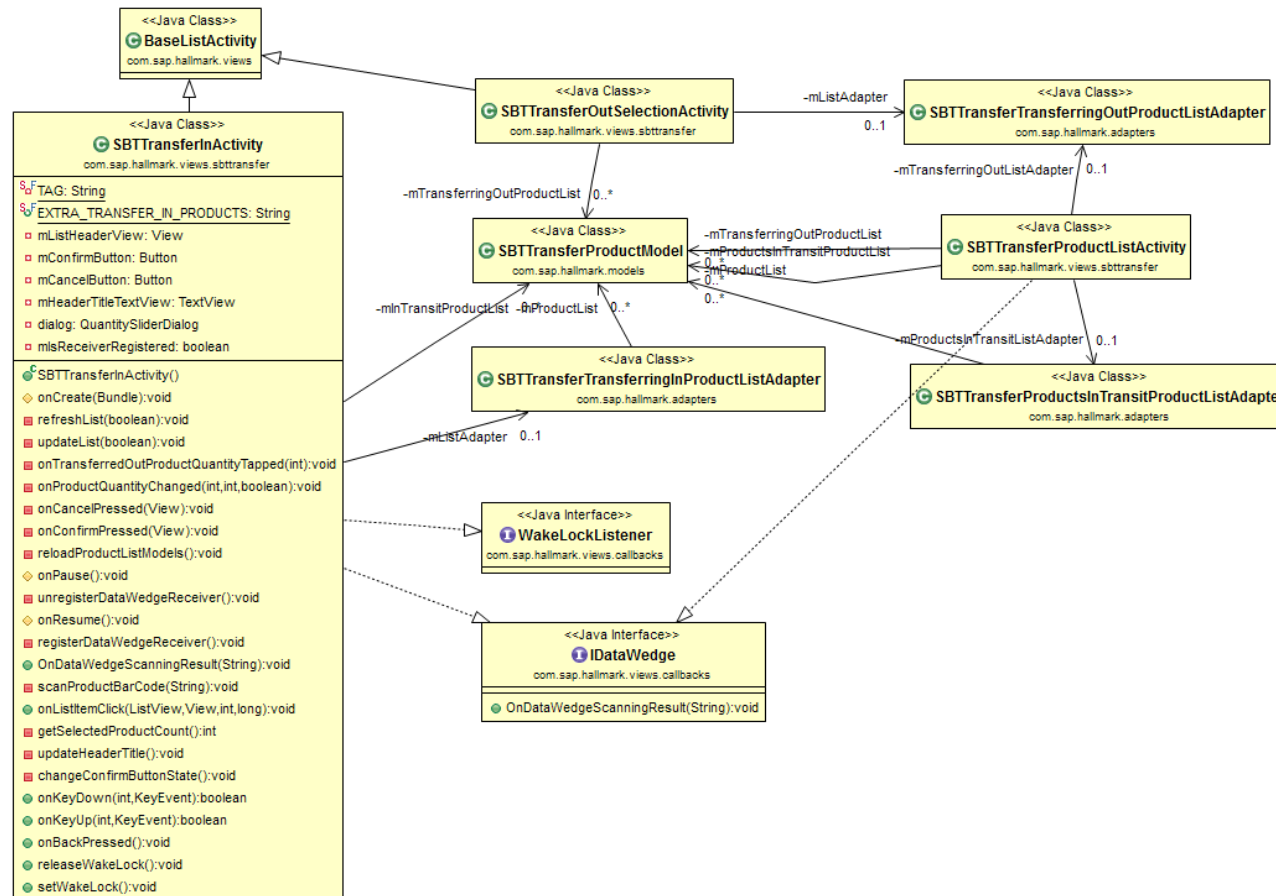 <<Java Class>>
BaseListActivity
com.sap.hallmark.views
<<Java Class>>
SBTTransferOutSelectionActivity
com.sap.hallmark.views.sbttransfer
-mListAdapter
0..1
<<Java Class>>
SBTTransferTransferringOutProductListAdapter
com.sap.hallmark.adapters
<<Java Class>>
SBTTransferInActivity
com.sap.hallmark.views.sbttransfer
TAG: String
EXTRA_TRANSFER_IN_PRODUCTS: String
mListHeaderView: View
mConfirmButton: Button
mCancelButton: Button
mHeaderTitleTextView: TextView
dialog: QuantitySliderDialog
mIsReceiverRegistered: boolean
SBTTransferInActivity()
onCreate(Bundle):void
refreshList(boolean):void
updateList(boolean):void
onTransferredOutProductQuantityTapped(int):void
onProductQuantityChanged(int,int,boolean):void
onCancelPressed(View):void
onConfirmPressed(View):void
reloadProductListModels():void
onPause():void
unregisterDataWedgeReceiver():void
onResume():void
registerDataWedgeReceiver():void
OnDataWedgeScanningResult(String):void
scanProductBarCode(String):void
onListItemClick(ListView,View,int,long):void
getSelectedProductCount():int
updateHeaderTitle():void
changeConfirmButtonState():void
onKeyDown(int,KeyEvent):boolean
onKeyUp(int,KeyEvent):boolean
onBackPressed():void
releaseWakeLock():void
setWakeLock():void
-mTransferringOutProductList
0..*
-mTransferringOutListAdapter
0..1
<<Java Class>>
SBTTransferProductModel
com.sap.hallmark.models
-mTransferringOutProductList
-mProductsInTransitProductList
0..*
-mProductList
0..*
0..*
<<Java Class>>
SBTTransferProductListActivity
com.sap.hallmark.views.sbttransfer
-mInTransitProductList
0..*
-mProductList
0..*
-mProductsInTransitListAdapter
0..1
<<Java Class>>
SBTTransferTransferringInProductListAdapter
com.sap.hallmark.adapters
<<Java Class>>
SBTTransferProductsInTransitProductListAdapte
com.sap.hallmark.adapters
-mListAdapter
0..1
<<Java Interface>>
WakeLockListener
com.sap.hallmark.views.callbacks
<<Java Interface>>
IDataWedge
com.sap.hallmark.views.callbacks
OnDataWedgeScanningResult(String):void